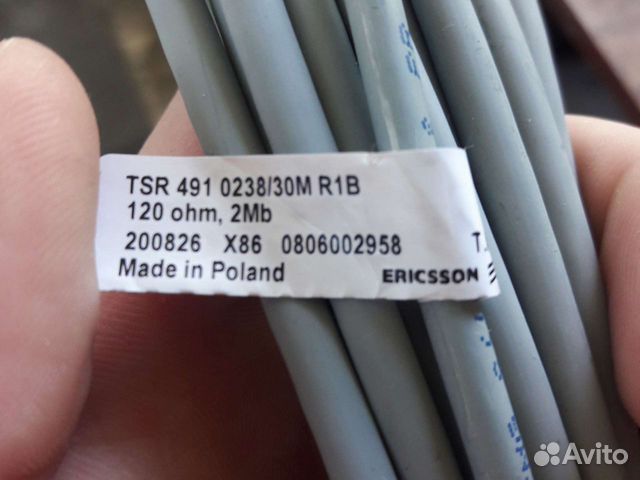 TSR 491 0238/30M R1B
120 ohm, 2Mb
200826 X86 0806002958 T.
Made in Poland ERICSSON
Avito